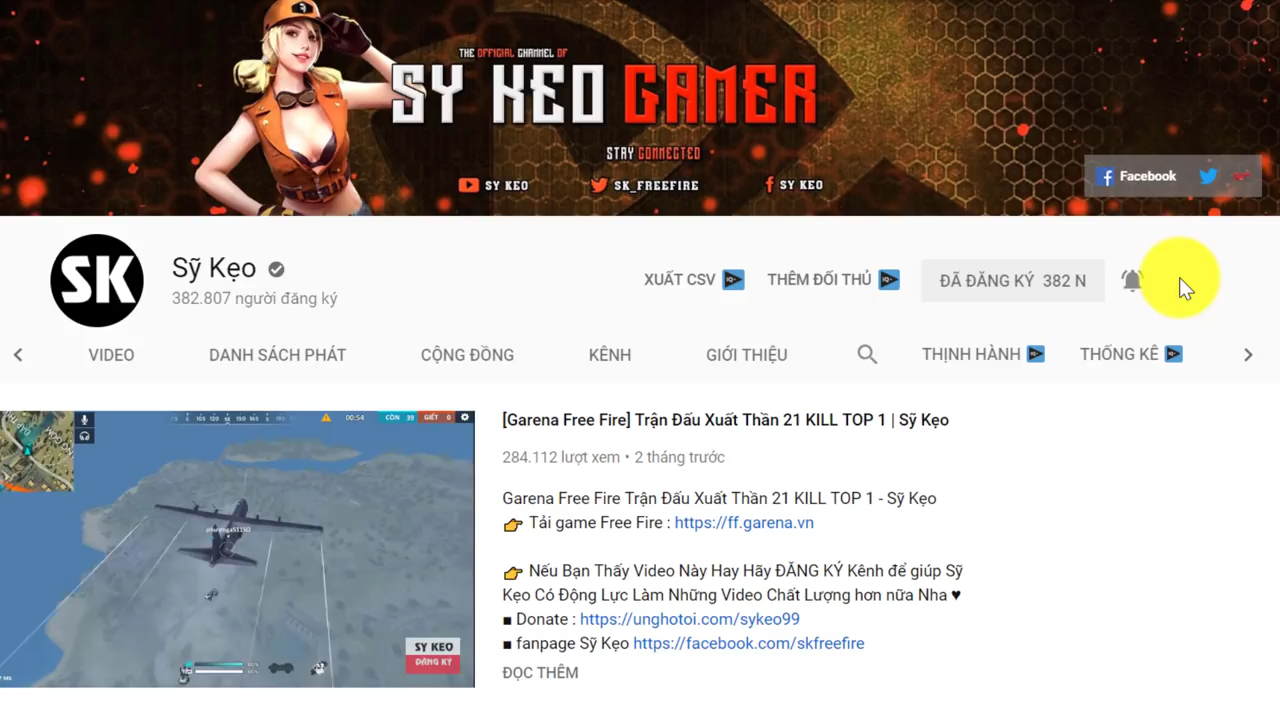 THE OFFICIAL CHANNEL OF
SY KEO GAMER
STAY CONNECTED
SY KEO
SK_FREEFIRE
SY KEO
Facebook
SK
Sỹ Kẹo
382.807 người đăng ký
XUẤT CSV
THÊM ĐỐI THỦ
ĐÃ ĐĂNG KÝ 382 N
VIDEO
DANH SÁCH PHÁT
CỘNG ĐỒNG
KÊNH
GIỚI THIỆU
THỊNH HÀNH
THỐNG KÊ
00:54
CÒN 39
GIẾT 0
SY KEO
ĐĂNG KÝ
[Garena Free Fire] Trận Đấu Xuất Thần 21 KILL TOP 1 | Sỹ Kẹo
284.112 lượt xem • 2 tháng trước
Garena Free Fire Trận Đấu Xuất Thần 21 KILL TOP 1 - Sỹ Kẹo
👉 Tải game Free Fire : https://ff.garena.vn
👉 Nếu Bạn Thấy Video Này Hay Hãy ĐĂNG KÝ Kênh để giúp Sỹ
Kẹo Có Động Lực Làm Những Video Chất Lượng hơn nữa Nha ♥
■ Donate : https://unghotoi.com/sykeo99
■ fanpage Sỹ Kẹo https://facebook.com/skfreefire
ĐỌC THÊM